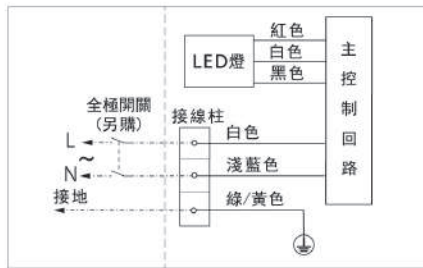 紅色
LED燈
白色
黑色
主控制回路
全極開關
(另購)
接線柱
L
白色
~
N
淺藍色
接地
綠/黃色